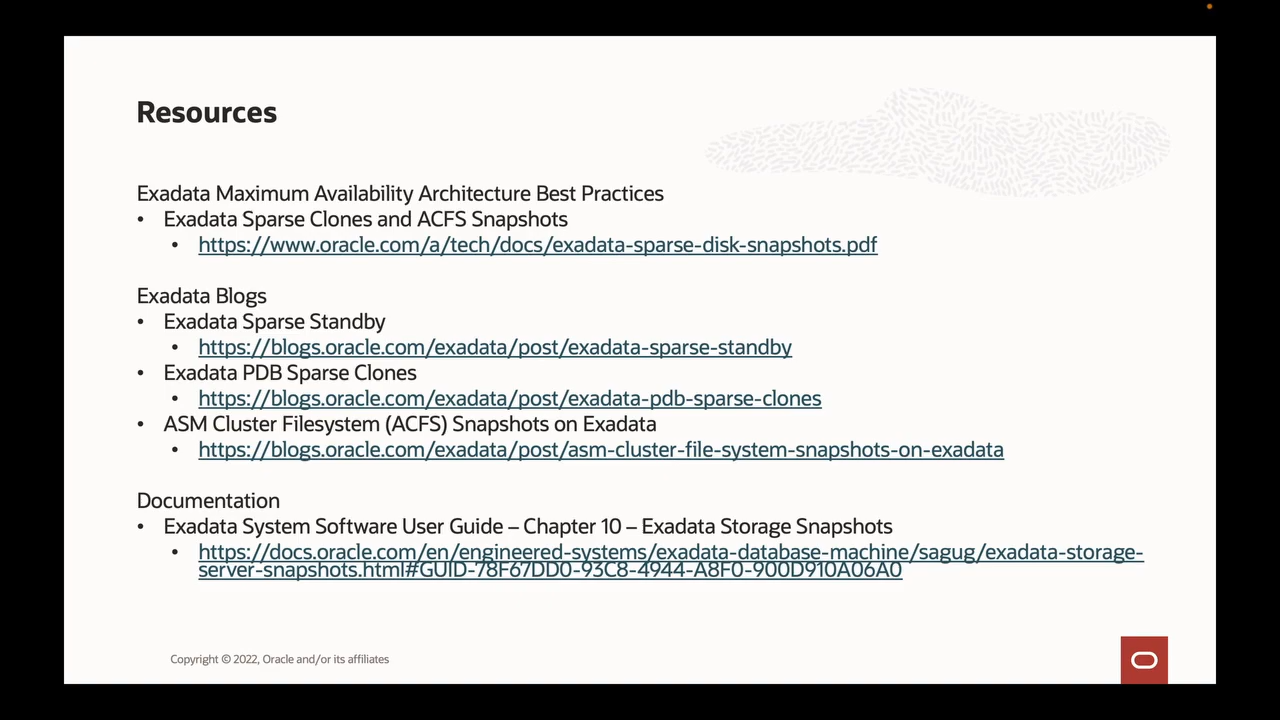 Resources
Exadata Maximum Availability Architecture Best Practices
• Exadata Sparse Clones and ACFS Snapshots
• https://www.oracle.com/a/tech/docs/exadata-sparse-disk-snapshots.pdf
Exadata Blogs
• Exadata Sparse Standby
• https://blogs.oracle.com/exadata/post/exadata-sparse-standby
• Exadata PDB Sparse Clones
• https://blogs.oracle.com/exadata/post/exadata-pdb-sparse-clones
• ASM Cluster Filesystem (ACFS) Snapshots on Exadata
• https://blogs.oracle.com/exadata/post/asm-cluster-file-system-snapshots-on-exadata
Documentation
• Exadata System Software User Guide – Chapter 10 – Exadata Storage Snapshots
• https://docs.oracle.com/en/engineered-systems/exadata-database-machine/sagug/exadata-storage-
server-snapshots.html#GUID-78F67DD0-93C8-4944-A8F0-900D910A06A0
Copyright © 2022, Oracle and/or its affiliates